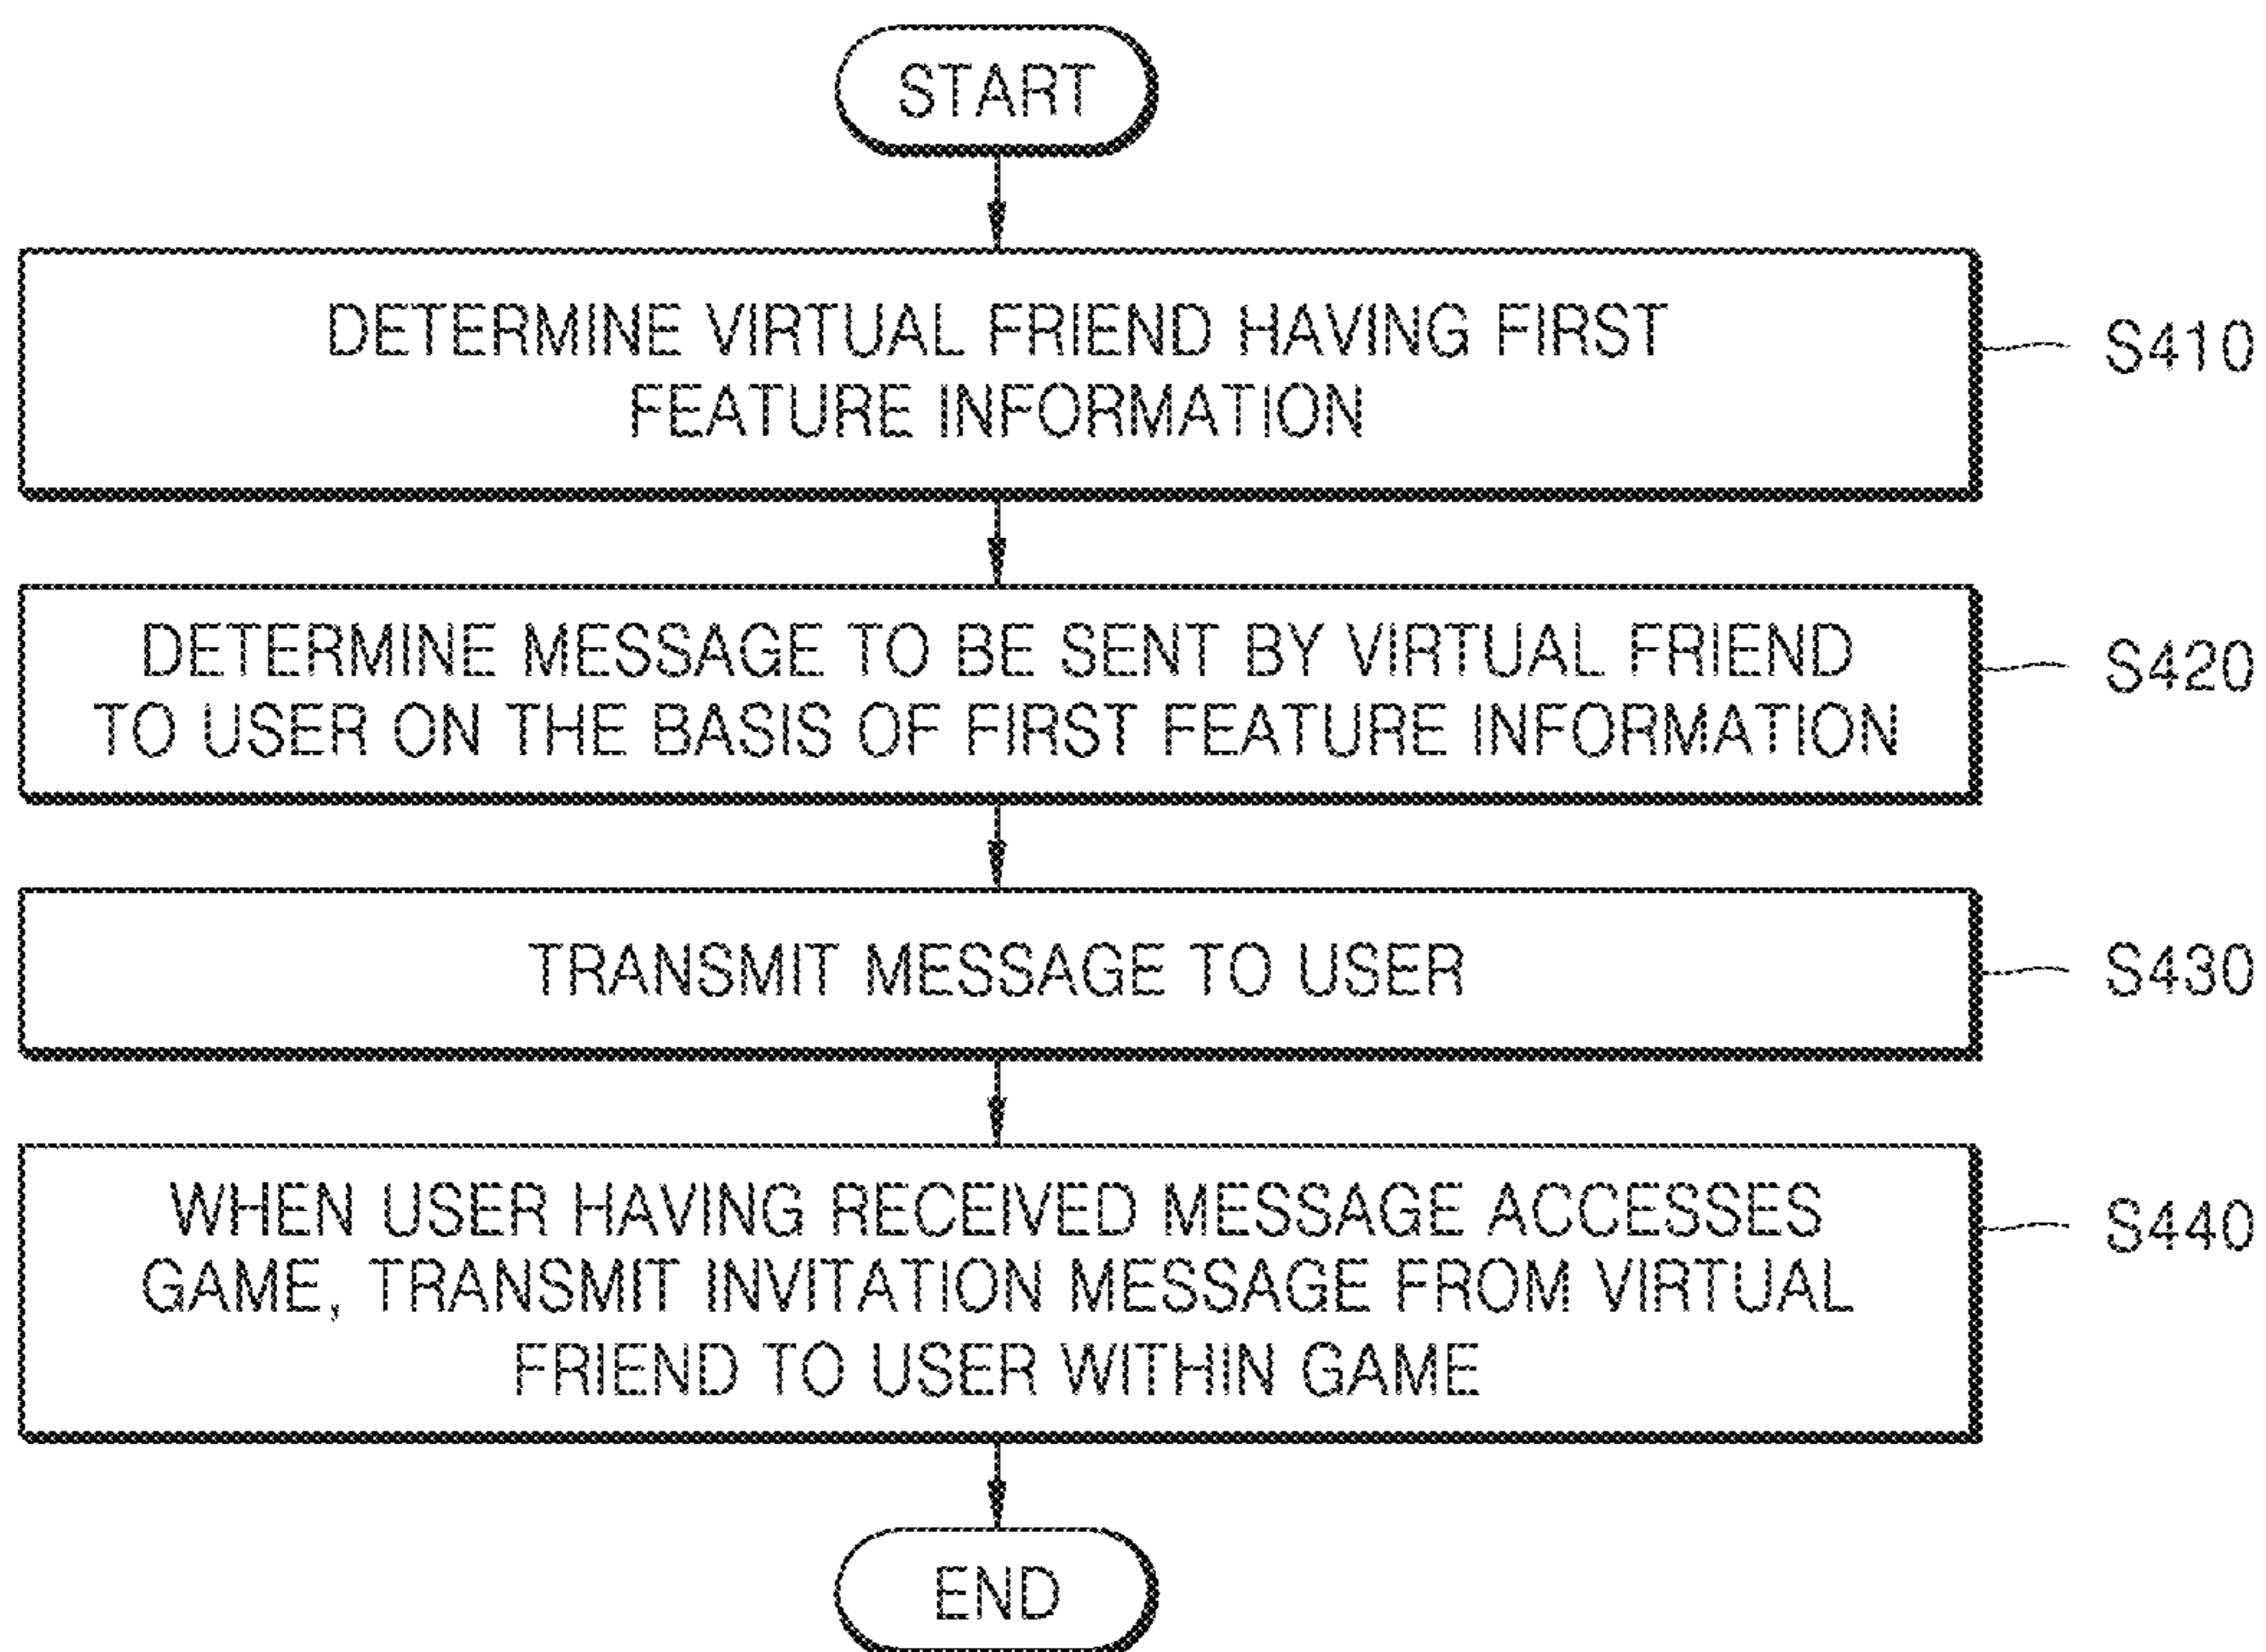 START
DETERMINE VIRTUAL FRIEND HAVING FIRST
FEATURE INFORMATION
S410
DETERMINE MESSAGE TO BE SENT BY VIRTUAL FRIEND
TO USER ON THE BASIS OF FIRST FEATURE INFORMATION
S420
TRANSMIT MESSAGE TO USER
S430
WHEN USER HAVING RECEIVED MESSAGE ACCESSES
GAME, TRANSMIT INVITATION MESSAGE FROM VIRTUAL
FRIEND TO USER WITHIN GAME
S440
END